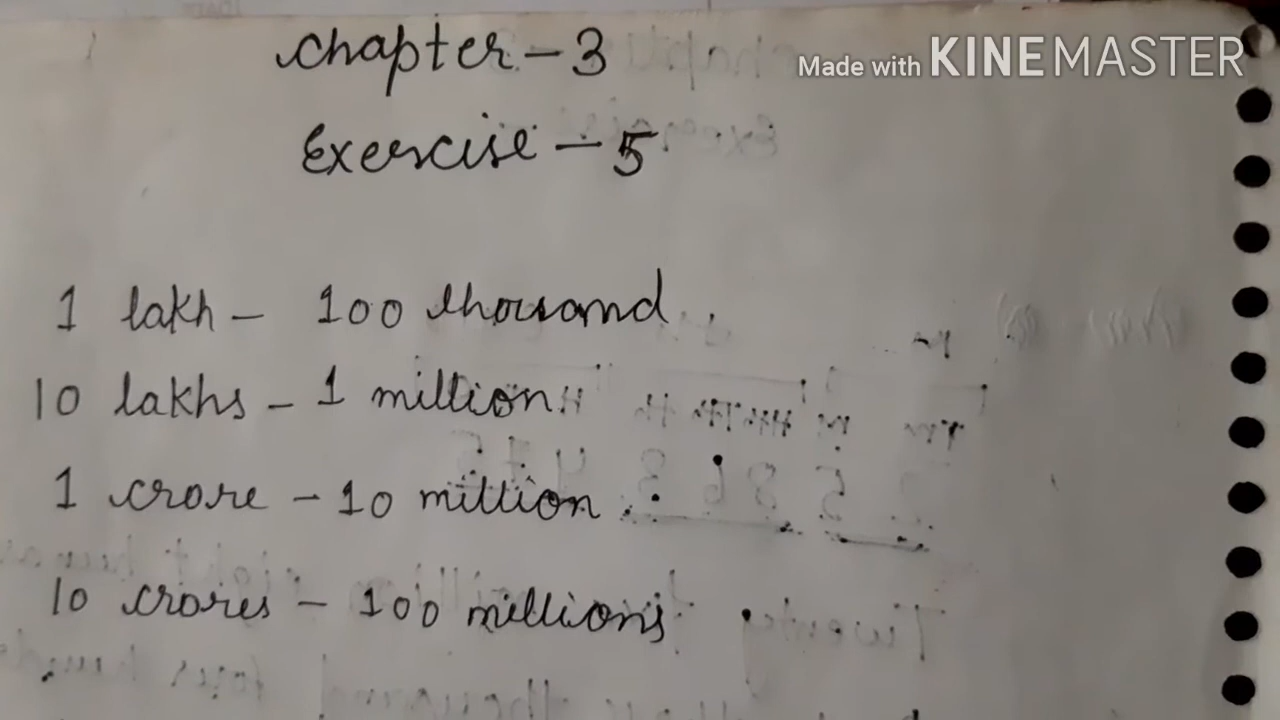 Chapter - 3
Made with KINEMASTER
Exercise - 5
1 lakh - 100 thousand.
10 lakhs - 1 million.
1 crore - 10 million.
10 crores - 100 millions.